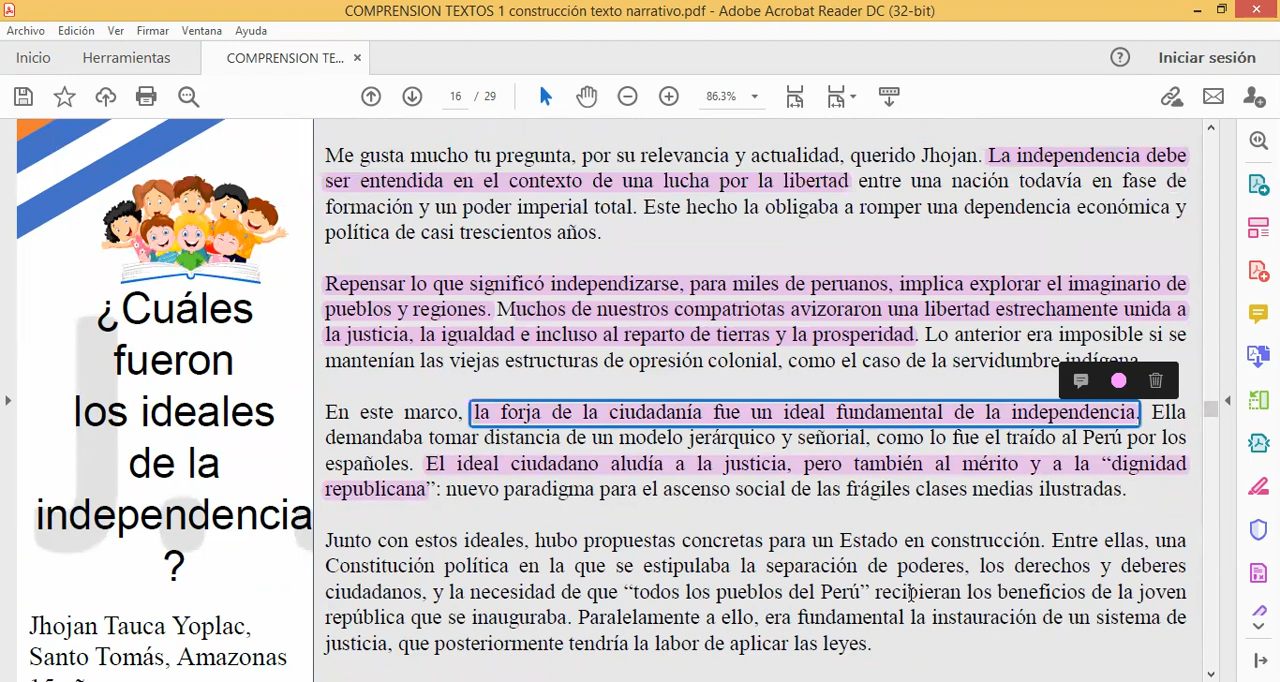 COMPRENSION TEXTOS 1 construcción texto narrativo.pdf - Adobe Acrobat Reader DC (32-bit)
Archivo Edición Ver Firmar Ventana Ayuda
Inicio Herramientas COMPRENSION TE... × Iniciar sesión
16 / 29 86.3%
¿Cuáles
fueron
los ideales
de la
independencia
?
Jhojan Tauca Yoplac,
Santo Tomás, Amazonas
Me gusta mucho tu pregunta, por su relevancia y actualidad, querido Jhojan. La independencia debe
ser entendida en el contexto de una lucha por la libertad entre una nación todavía en fase de
formación y un poder imperial total. Este hecho la obligaba a romper una dependencia económica y
política de casi trescientos años.
Repensar lo que significó independizarse, para miles de peruanos, implica explorar el imaginario de
pueblos y regiones. Muchos de nuestros compatriotas avizoraron una libertad estrechamente unida a
la justicia, la igualdad e incluso al reparto de tierras y la prosperidad. Lo anterior era imposible si se
mantenían las viejas estructuras de opresión colonial, como el caso de la servidumbre indígena.
En este marco, la forja de la ciudadanía fue un ideal fundamental de la independencia. Ella
demandaba tomar distancia de un modelo jerárquico y señorial, como lo fue el traído al Perú por los
españoles. El ideal ciudadano aludía a la justicia, pero también al mérito y a la “dignidad
republicana”: nuevo paradigma para el ascenso social de las frágiles clases medias ilustradas.
Junto con estos ideales, hubo propuestas concretas para un Estado en construcción. Entre ellas, una
Constitución política en la que se estipulaba la separación de poderes, los derechos y deberes
ciudadanos, y la necesidad de que “todos los pueblos del Perú” recibieran los beneficios de la joven
república que se inauguraba. Paralelamente a ello, era fundamental la instauración de un sistema de
justicia, que posteriormente tendría la labor de aplicar las leyes.